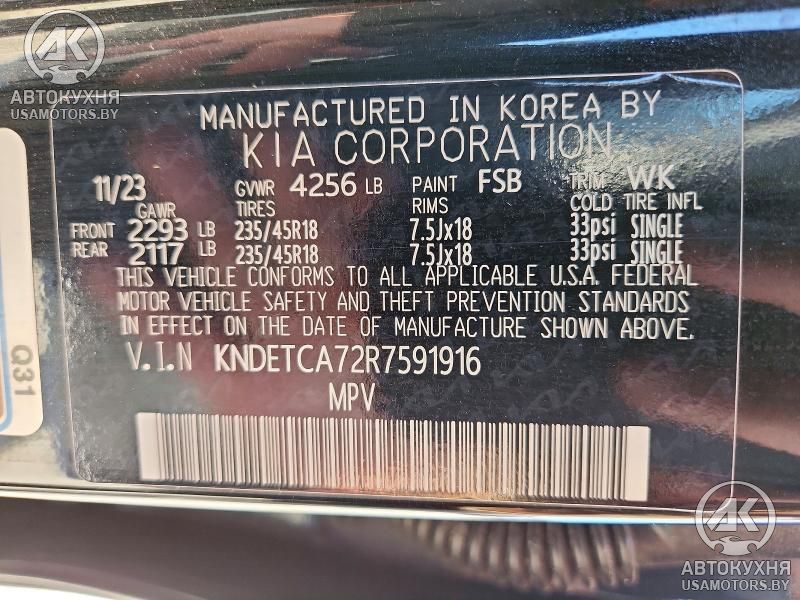 AK
АВТОКУХНЯ
USAMOTORS.BY
MANUFACTURED IN KOREA BY
KIA CORPORATION
11/23 GVWR 4256 LB PAINT FSB TRIM WK
GAWR TIRES RIMS COLD TIRE INFL
FRONT 2293 LB 235/45R18 7.5Jx18 33psi SINGLE
REAR 2117 LB 235/45R18 7.5Jx18 33psi SINGLE
THIS VEHICLE CONFORMS TO ALL APPLICABLE U.S.A. FEDERAL
MOTOR VEHICLE SAFETY AND THEFT PREVENTION STANDARDS
IN EFFECT ON THE DATE OF MANUFACTURE SHOWN ABOVE.
V.I.N KNDETCA72R7591916
MPV
Q31
AK
АВТОКУХНЯ
USAMOTORS.BY